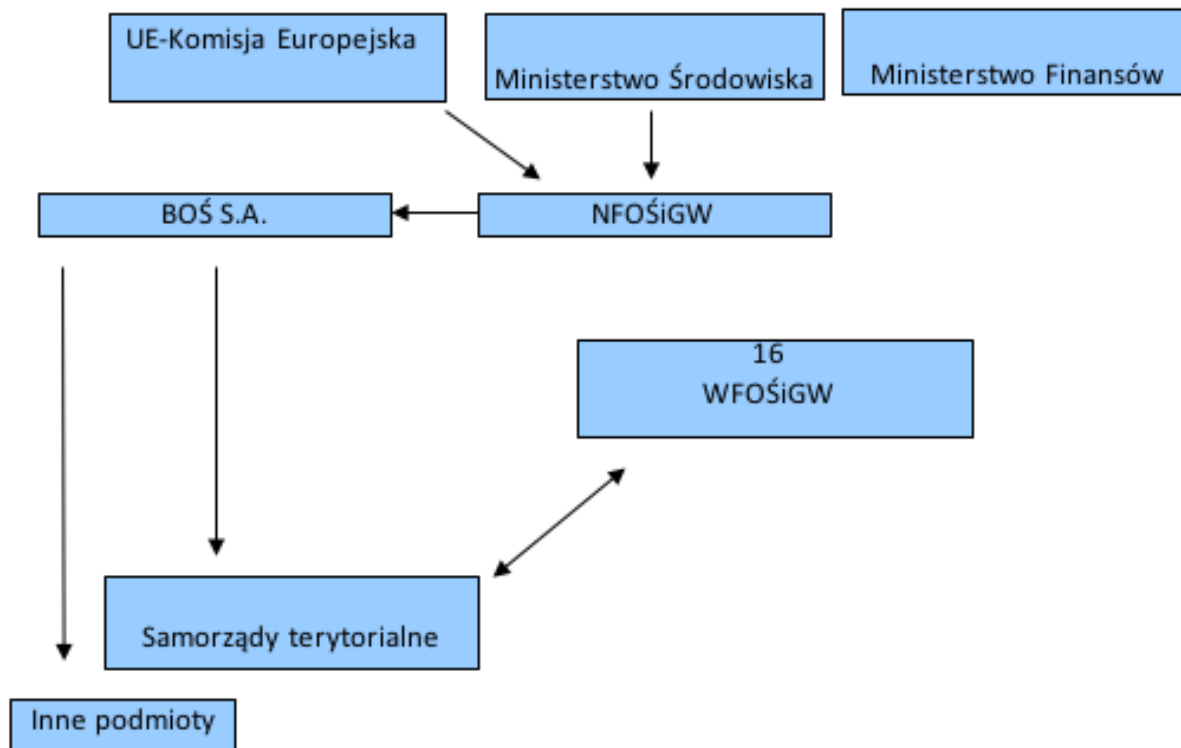 UE-Komisja Europejska
Ministerstwo Środowiska
Ministerstwo Finansów
BOŚ S.A.
NFOŚiGW
16
WFOŚiGW
Samorządy terytorialne
Inne podmioty